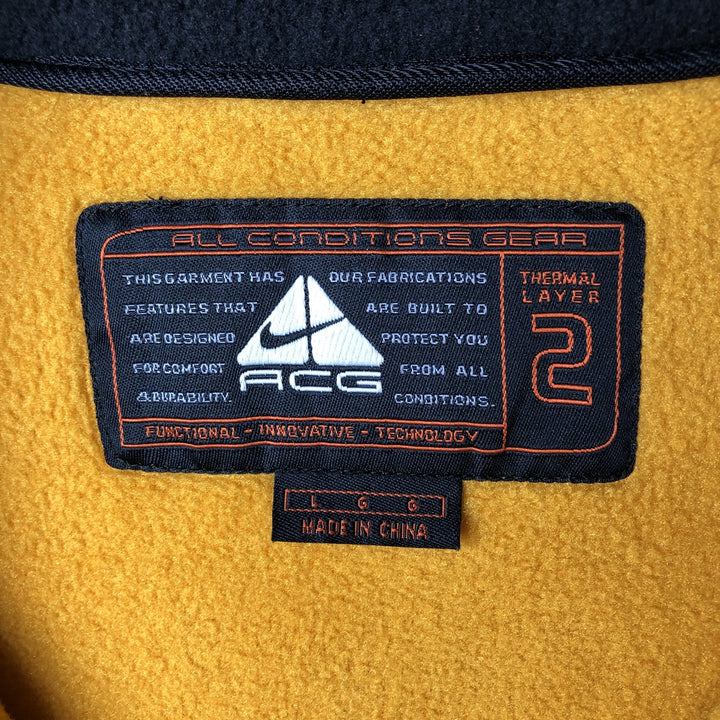 ALL CONDITIONS GEAR
THIS GARMENT HAS
FEATURES THAT
ARE DESIGNED
FOR COMFORT
& DURABILITY.
ACG
OUR FABRICATIONS
ARE BUILT TO
PROTECT YOU
FROM ALL
CONDITIONS.
THERMAL
LAYER
2
FUNCTIONAL - INNOVATIVE - TECHNOLOGY
L G G
MADE IN CHINA